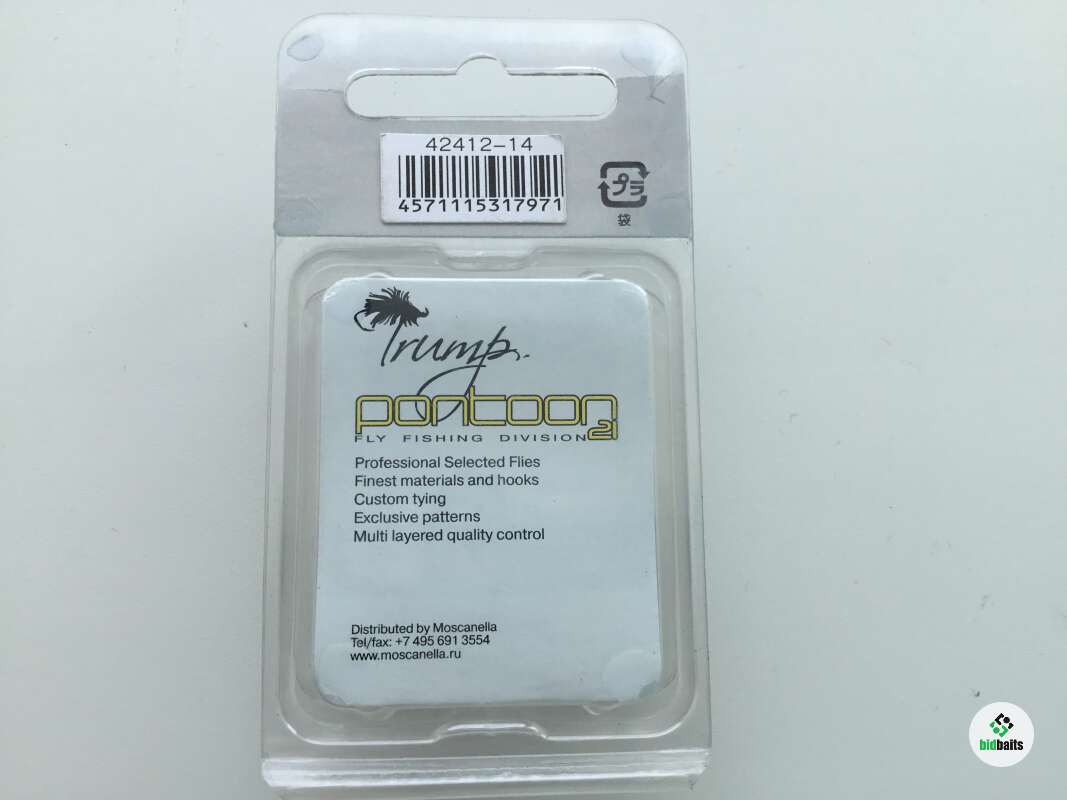 42412-14
4571115317971
プラ
袋
Trump
pontoon21
FLY FISHING DIVISION
Professional Selected Flies
Finest materials and hooks
Custom tying
Exclusive patterns
Multi layered quality control
Distributed by Moscanella
Tel/fax: +7 495 691 3554
www.moscanella.ru
bidbaits